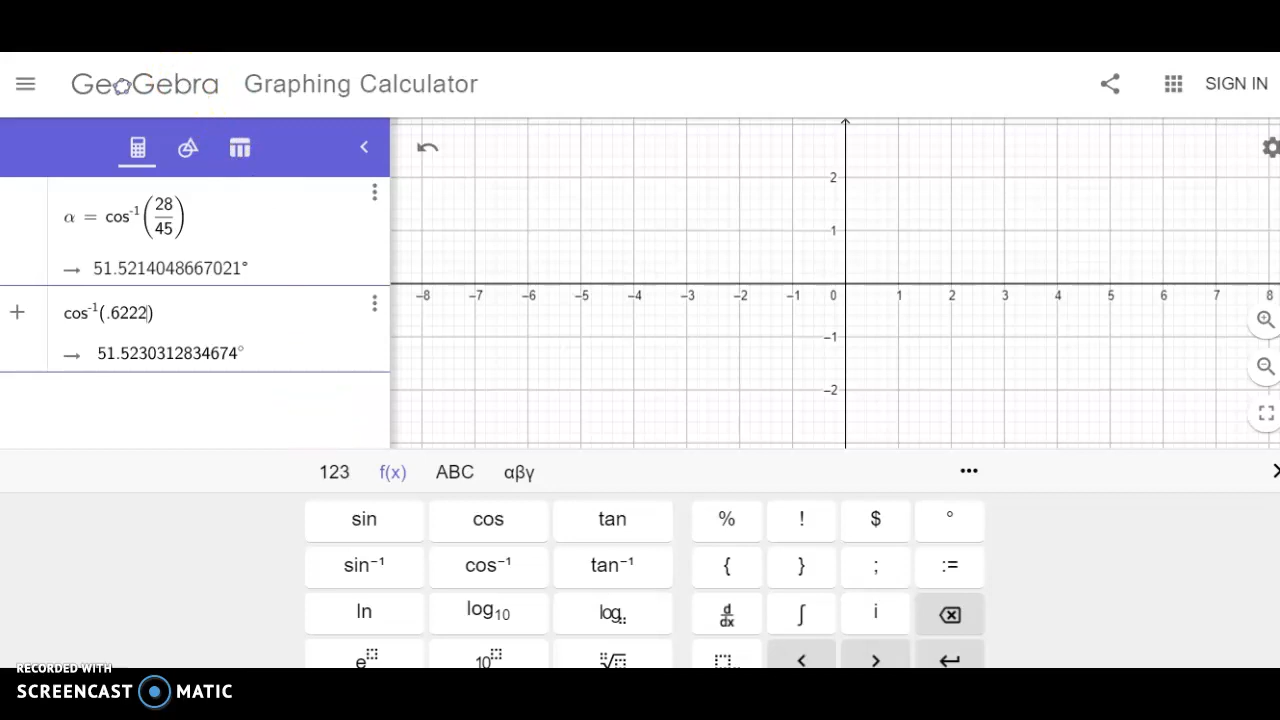 GeoGebra Graphing Calculator SIGN IN
α = cos⁻¹(28/45)
→ 51.5214048667021°
+ cos⁻¹(.6222)
→ 51.5230312834674°
2
1
−8 −7 −6 −5 −4 −3 −2 −1 0 1 2 3 4 5 6 7 8
−1
−2
123 f(x) ABC αβγ •••
sin cos tan % ! $ °
sin⁻¹ cos⁻¹ tan⁻¹ { } ; :=
ln log₁₀ log d/dx ∫ i
e 10 √ < >
RECORDED WITH
SCREENCAST MATIC